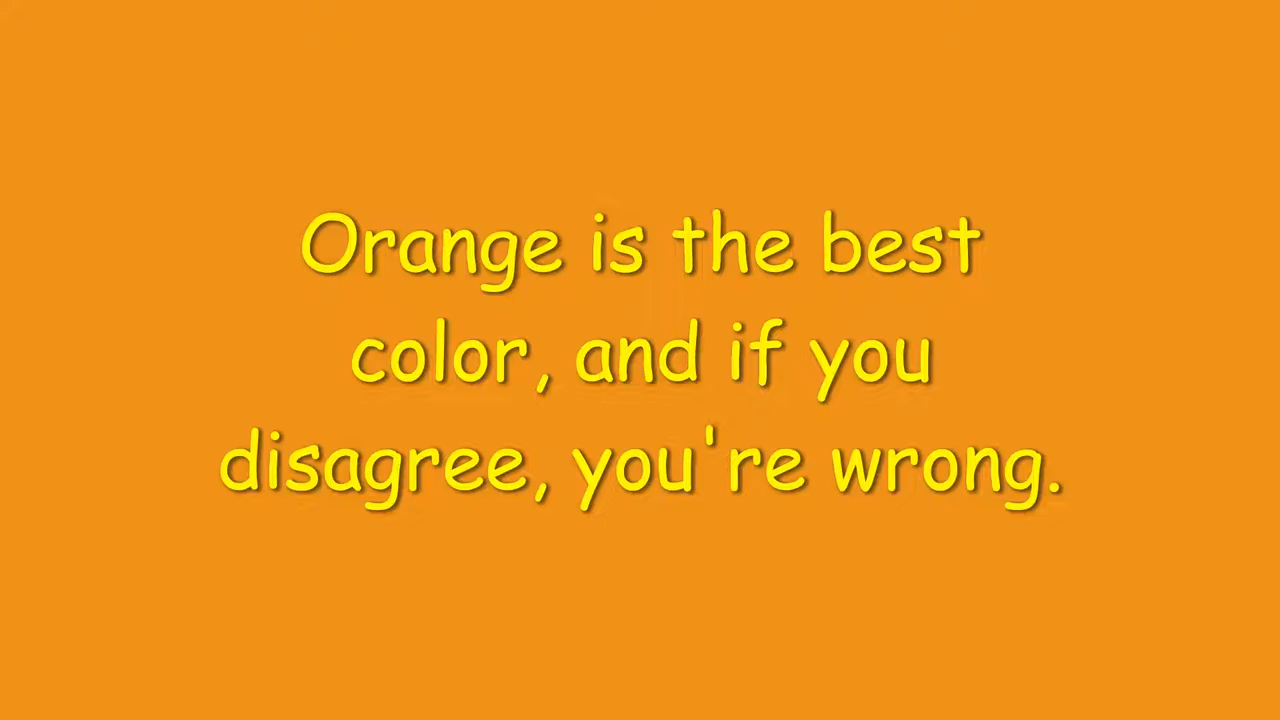 Orange is the best
color, and if you
disagree, you're wrong.